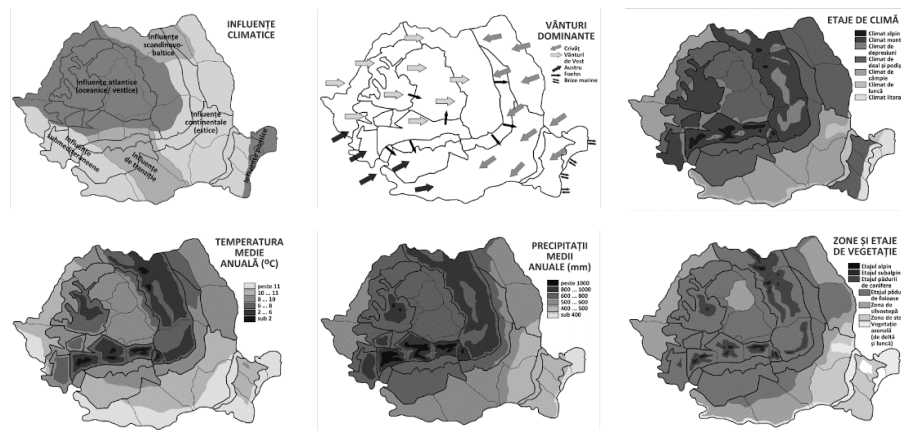 INFLUENȚE
CLIMATICE
Influențe
scandinavo-
baltice
Influențe atlantice
(oceanice/ vestice)
Influențe
continentale
(estice)
Influențe
submediteraneene
Influențe
de tranziție
Influențe pontice
VÂNTURI
DOMINANTE
Crivăț
Vânturi
de Vest
Austru
Foehn
Brize marine
ETAJE DE CLIMĂ
Climat alpin
Climat mont
Climat de
depresiuni
Climat de
deal și podiș
Climat de
câmpie
Climat de
luncă
Climat litora
TEMPERATURA
MEDIE
ANUALĂ (ºC)
peste 11
10 ... 11
8 ... 10
6 ... 8
2 ... 6
sub 2
PRECIPITAȚII
MEDII
ANUALE (mm)
peste 1000
800 ... 1000
600 ... 800
500 ... 600
400 ... 500
sub 400
ZONE ȘI ETAJE
DE VEGETAȚIE
Etajul alpin
Etajul subalpin
Etajul pădurii
de conifere
Etajul pădu
de foioase
Zona de
silvostepă
Zona de ste
Vegetație
azonală
(de deltă
și luncă)